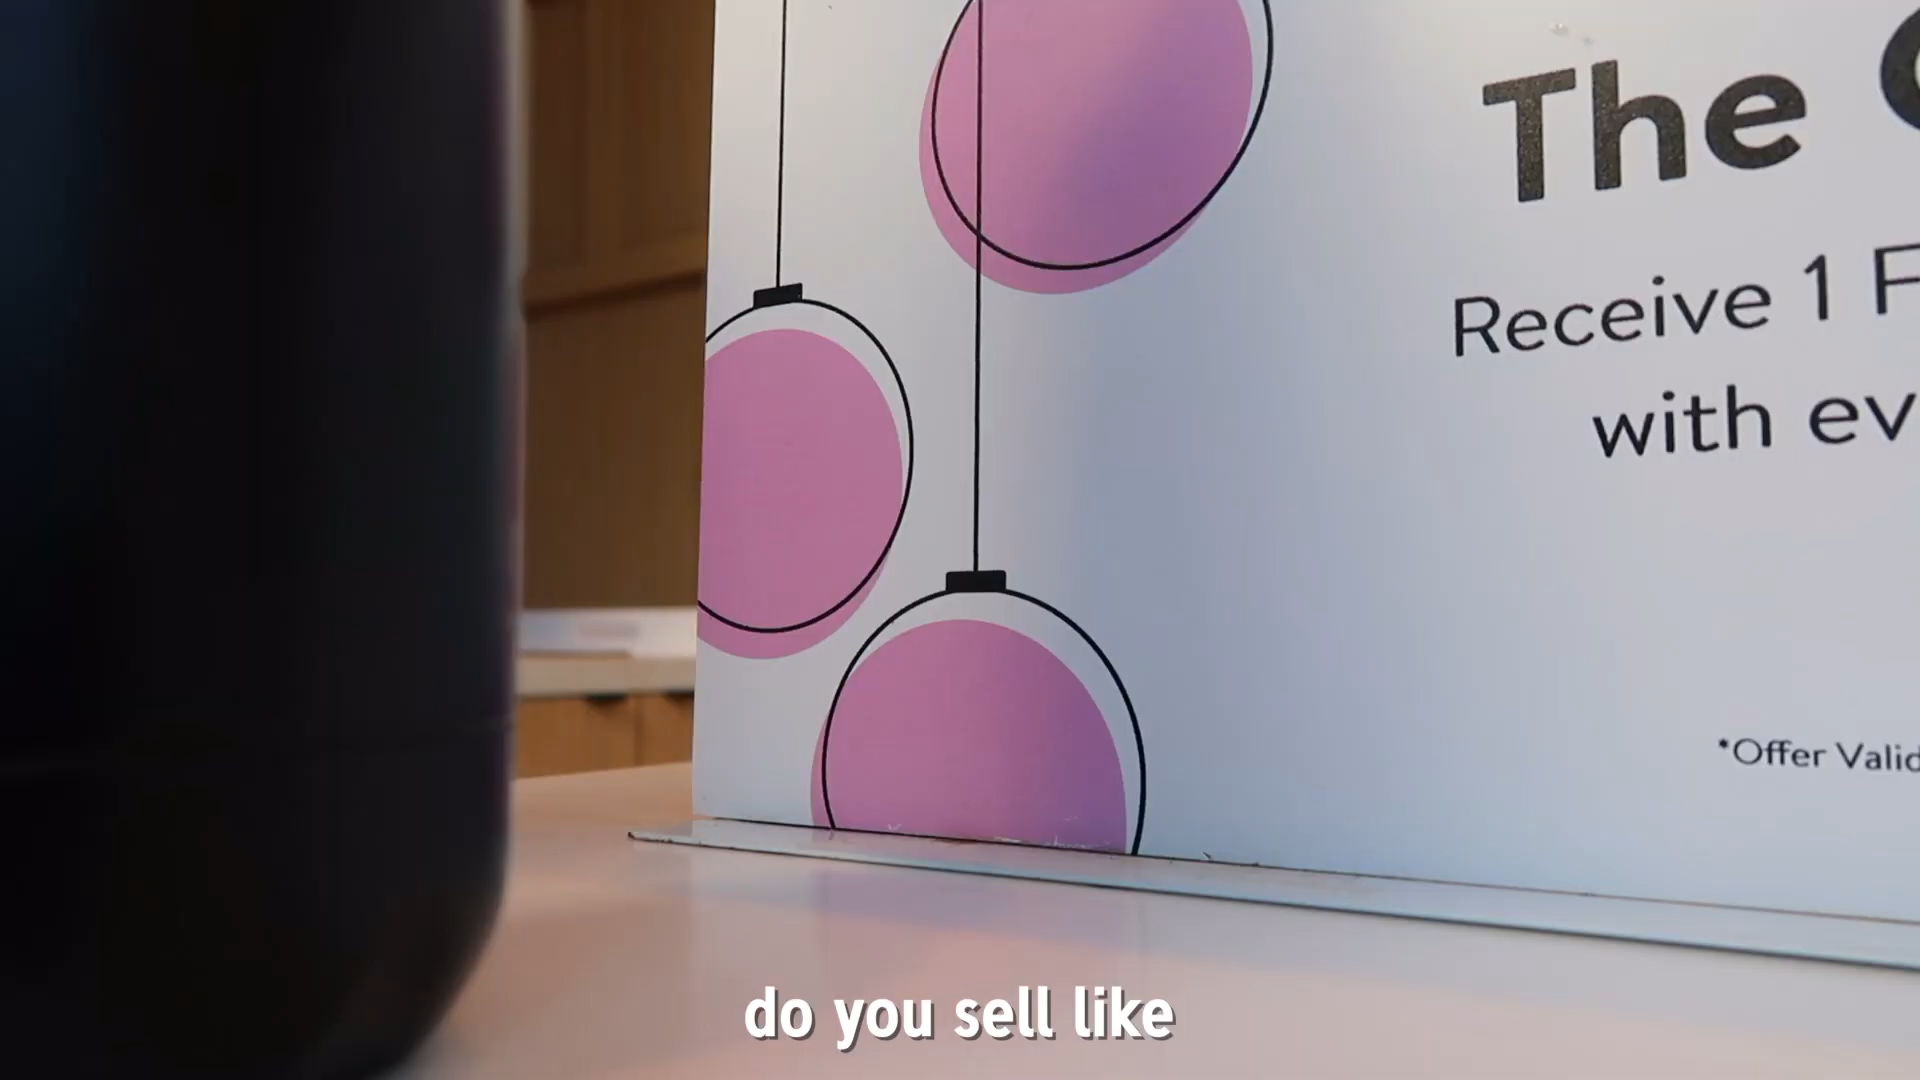 The
Receive 1 F
with ev
*Offer Valid
do you sell like